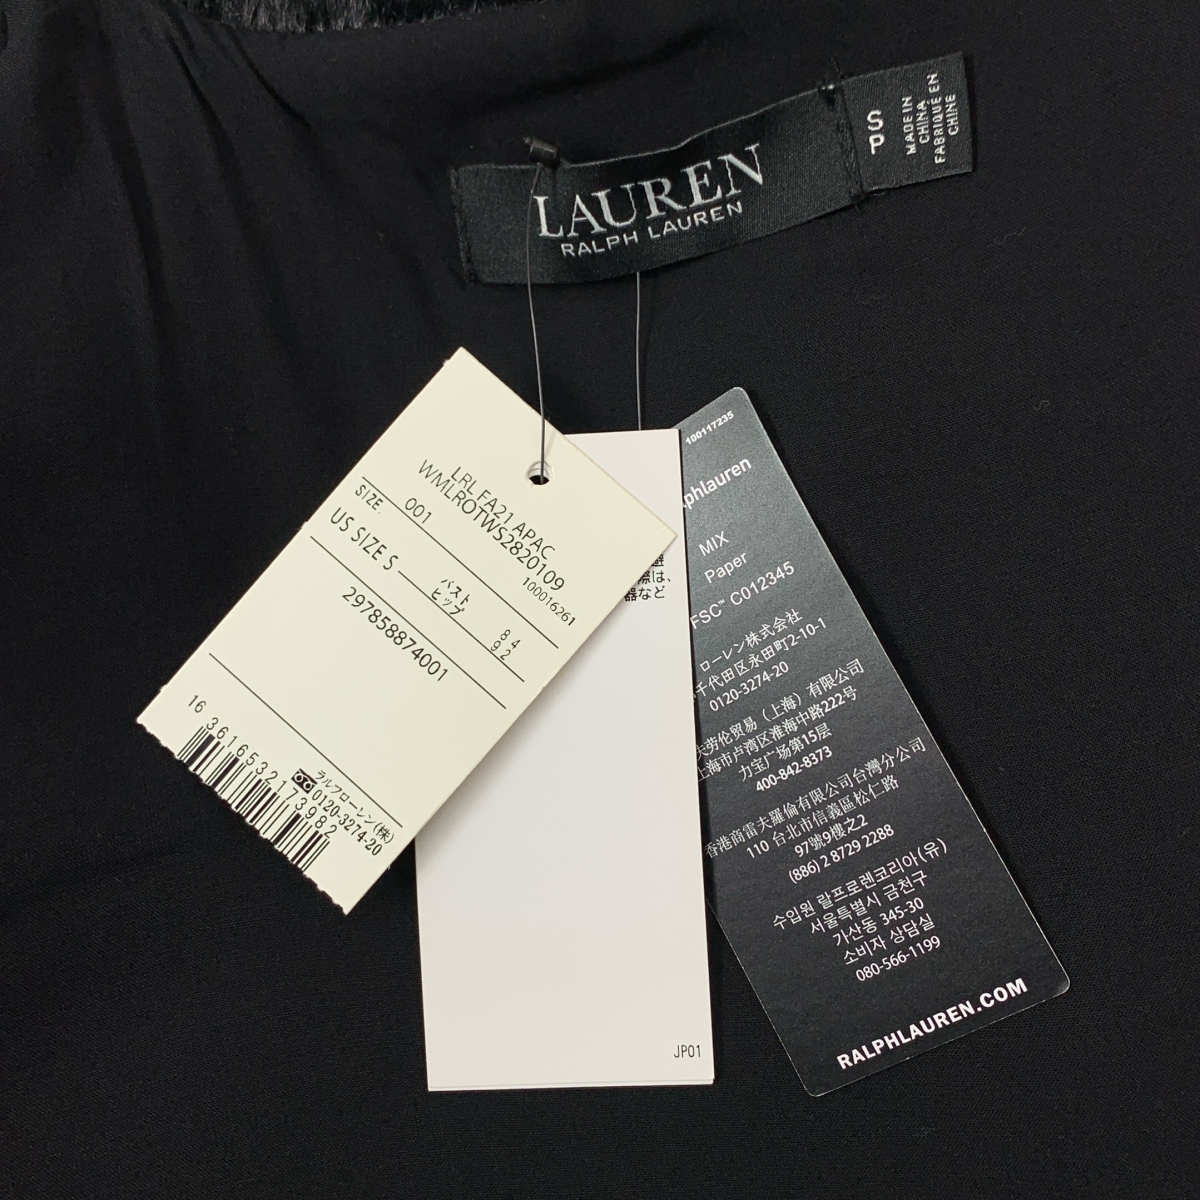 LAUREN
RALPH LAUREN
S
P
MADE IN
CHINA
FABRIQUE EN
CHINE
LRL FA21 APAC
WMLROTWS2820109
SIZE 001
100016261
US SIZE S
バスト 84
ヒップ 92
297858874001
16
3616532173982
ラルフローレン(株)
0120-3274-20
際は、
器など
JP01
100117235
phlauren
MIX
Paper
FSC™ C012345
ローレン株式会社
千代田区永田町2-10-1
0120-3274-20
夫劳伦贸易（上海）有限公司
上海市卢湾区淮海中路222号
力宝广场第15层
400-842-8373
香港商雷夫羅倫有限公司台灣分公司
110 台北市信義區松仁路
97號9樓之2
(886) 2 8729 2288
수입원 랄프로렌코리아(유)
서울특별시 금천구
가산동 345-30
소비자 상담실
080-566-1199
RALPHLAUREN.COM